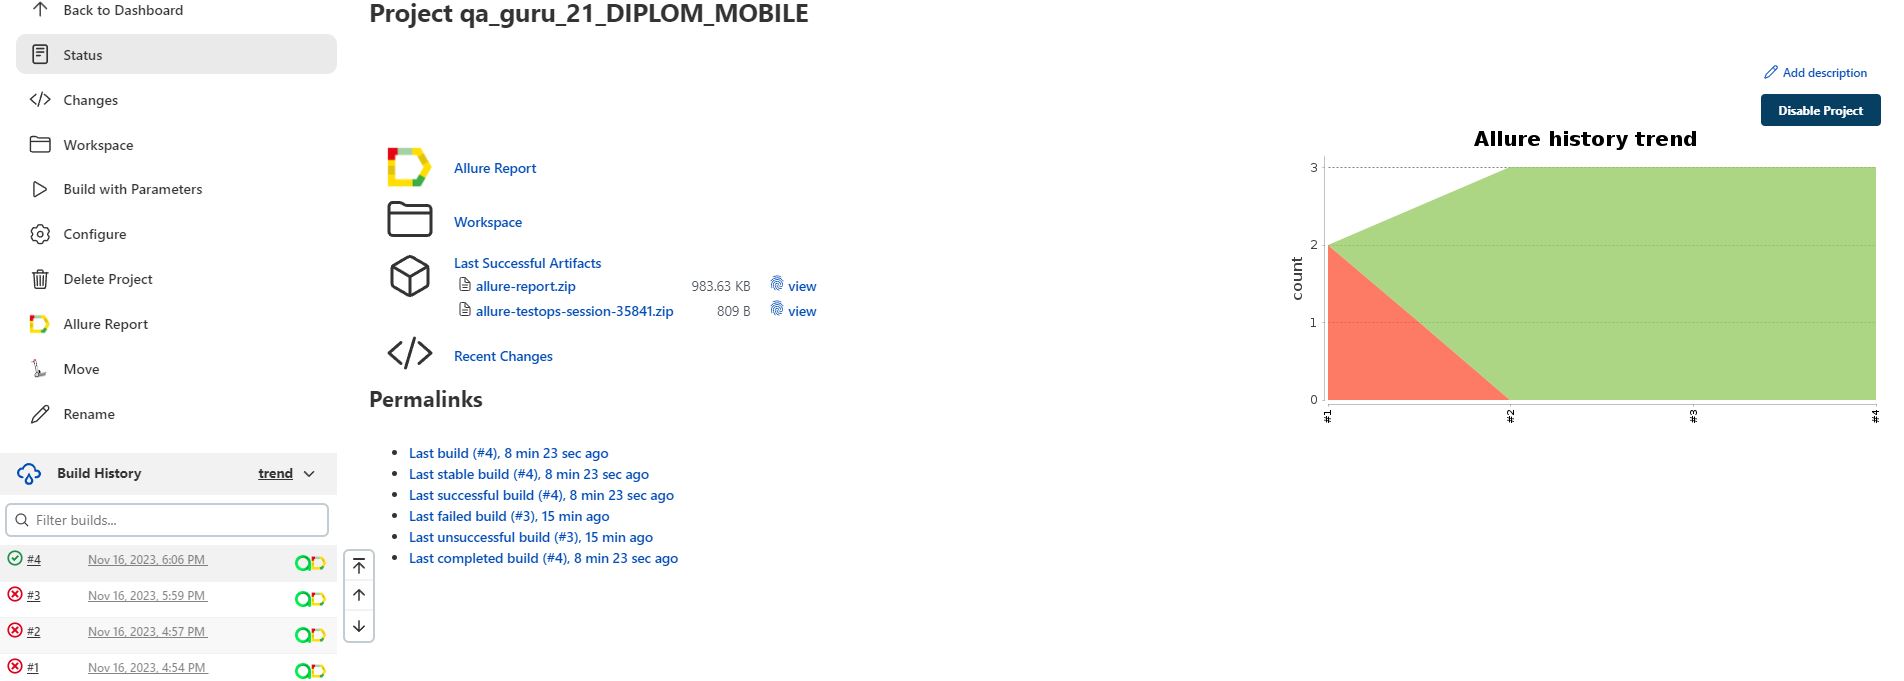 Back to Dashboard
Status
Changes
Workspace
Build with Parameters
Configure
Delete Project
Allure Report
Move
Rename
Build History trend
Filter builds...
#4 Nov 16, 2023, 6:06 PM
#3 Nov 16, 2023, 5:59 PM
#2 Nov 16, 2023, 4:57 PM
#1 Nov 16, 2023, 4:54 PM
Project qa_guru_21_DIPLOM_MOBILE
Add description
Disable Project
Allure Report
Workspace
Last Successful Artifacts
allure-report.zip 983.63 KB view
allure-testops-session-35841.zip 809 B view
Recent Changes
Permalinks
Last build (#4), 8 min 23 sec ago
Last stable build (#4), 8 min 23 sec ago
Last successful build (#4), 8 min 23 sec ago
Last failed build (#3), 15 min ago
Last unsuccessful build (#3), 15 min ago
Last completed build (#4), 8 min 23 sec ago
Allure history trend
count
3
2
1
0
#1 #2 #3 #4